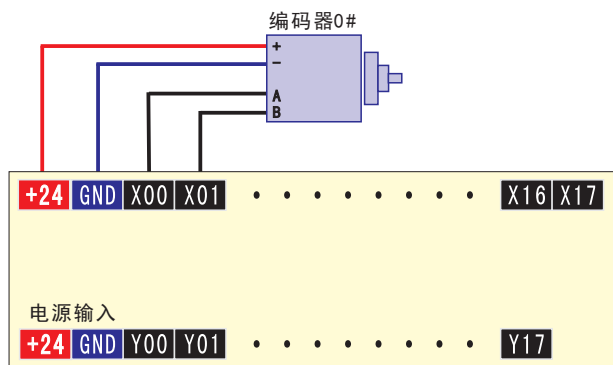 编码器0#
+
−
A
B
+24 GND X00 X01 • • • • • • • • X16 X17
电源输入
+24 GND Y00 Y01 • • • • • • • • Y17